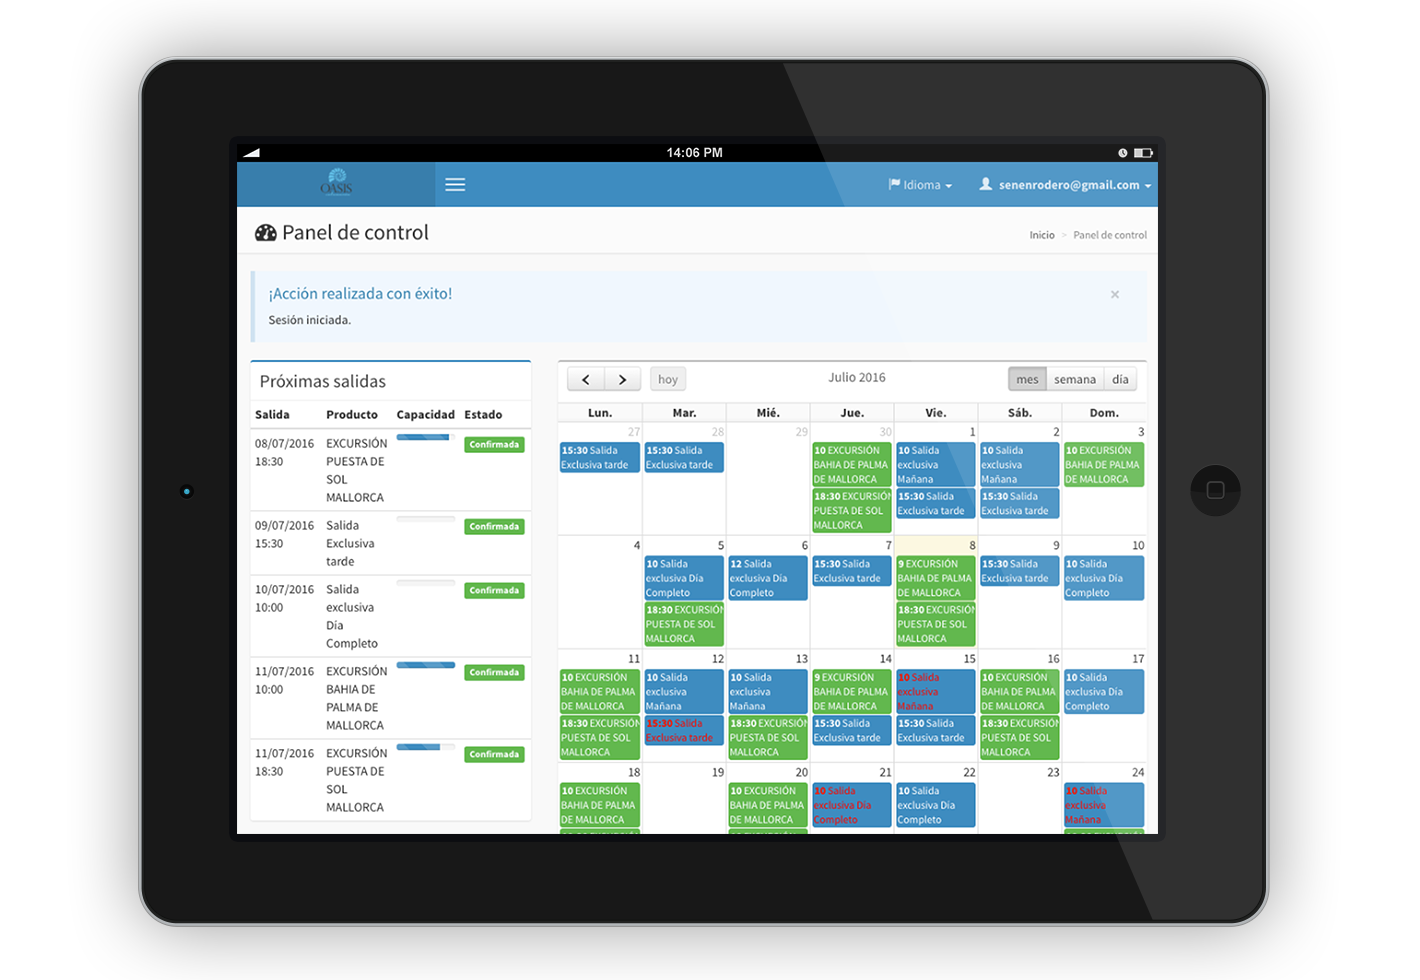 14:06 PM
OASIS
Idioma
senenrodero@gmail.com
Panel de control
Inicio > Panel de control
¡Acción realizada con éxito!
×
Sesión iniciada.
Próximas salidas
Salida Producto Capacidad Estado
08/07/2016 EXCURSIÓN Confirmada
18:30 PUESTA DE
SOL
MALLORCA
09/07/2016 Salida Confirmada
15:30 Exclusiva
tarde
10/07/2016 Salida Confirmada
10:00 exclusiva
Día
Completo
11/07/2016 EXCURSIÓN Confirmada
10:00 BAHIA DE
PALMA DE
MALLORCA
11/07/2016 EXCURSIÓN Confirmada
18:30 PUESTA DE
SOL
MALLORCA
hoy
Julio 2016
mes semana día
Lun. Mar. Mié. Jue. Vie. Sáb. Dom.
27 28 29 30 1 2 3
15:30 Salida
Exclusiva tarde
15:30 Salida
Exclusiva tarde
10 EXCURSIÓN
BAHIA DE PALMA
DE MALLORCA
18:30 EXCURSIÓN
PUESTA DE SOL
MALLORCA
10 Salida
exclusiva
Mañana
15:30 Salida
Exclusiva tarde
10 Salida
exclusiva
Mañana
15:30 Salida
Exclusiva tarde
10 EXCURSIÓN
BAHIA DE PALMA
DE MALLORCA
4 5 6 7 8 9 10
10 Salida
exclusiva Día
Completo
18:30 EXCURSIÓN
PUESTA DE SOL
MALLORCA
12 Salida
exclusiva Día
Completo
15:30 Salida
Exclusiva tarde
9 EXCURSIÓN
BAHIA DE PALMA
DE MALLORCA
18:30 EXCURSIÓN
PUESTA DE SOL
MALLORCA
15:30 Salida
Exclusiva tarde
10 Salida
exclusiva Día
Completo
11 12 13 14 15 16 17
10 EXCURSIÓN
BAHIA DE PALMA
DE MALLORCA
18:30 EXCURSIÓN
PUESTA DE SOL
MALLORCA
10 Salida
exclusiva
Mañana
15:30 Salida
Exclusiva tarde
10 Salida
exclusiva
Mañana
18:30 EXCURSIÓN
PUESTA DE SOL
MALLORCA
9 EXCURSIÓN
BAHIA DE PALMA
DE MALLORCA
15:30 Salida
Exclusiva tarde
10 Salida
exclusiva
Mañana
15:30 Salida
Exclusiva tarde
10 EXCURSIÓN
BAHIA DE PALMA
DE MALLORCA
18:30 EXCURSIÓN
PUESTA DE SOL
MALLORCA
10 Salida
exclusiva Día
Completo
18 19 20 21 22 23 24
10 EXCURSIÓN
BAHIA DE PALMA
DE MALLORCA
10 EXCURSIÓN
BAHIA DE PALMA
DE MALLORCA
10 Salida
exclusiva Día
Completo
10 Salida
exclusiva Día
Completo
10 Salida
exclusiva
Mañana